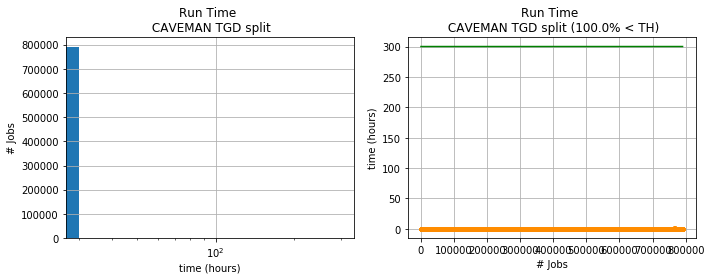 Run Time
CAVEMAN TGD split
800000
700000
600000
500000
400000
300000
200000
100000
0
# Jobs
10²
time (hours)
Run Time
CAVEMAN TGD split (100.0% < TH)
300
250
200
150
100
50
0
time (hours)
0 100000 200000 300000 400000 500000 600000 700000 800000
# Jobs